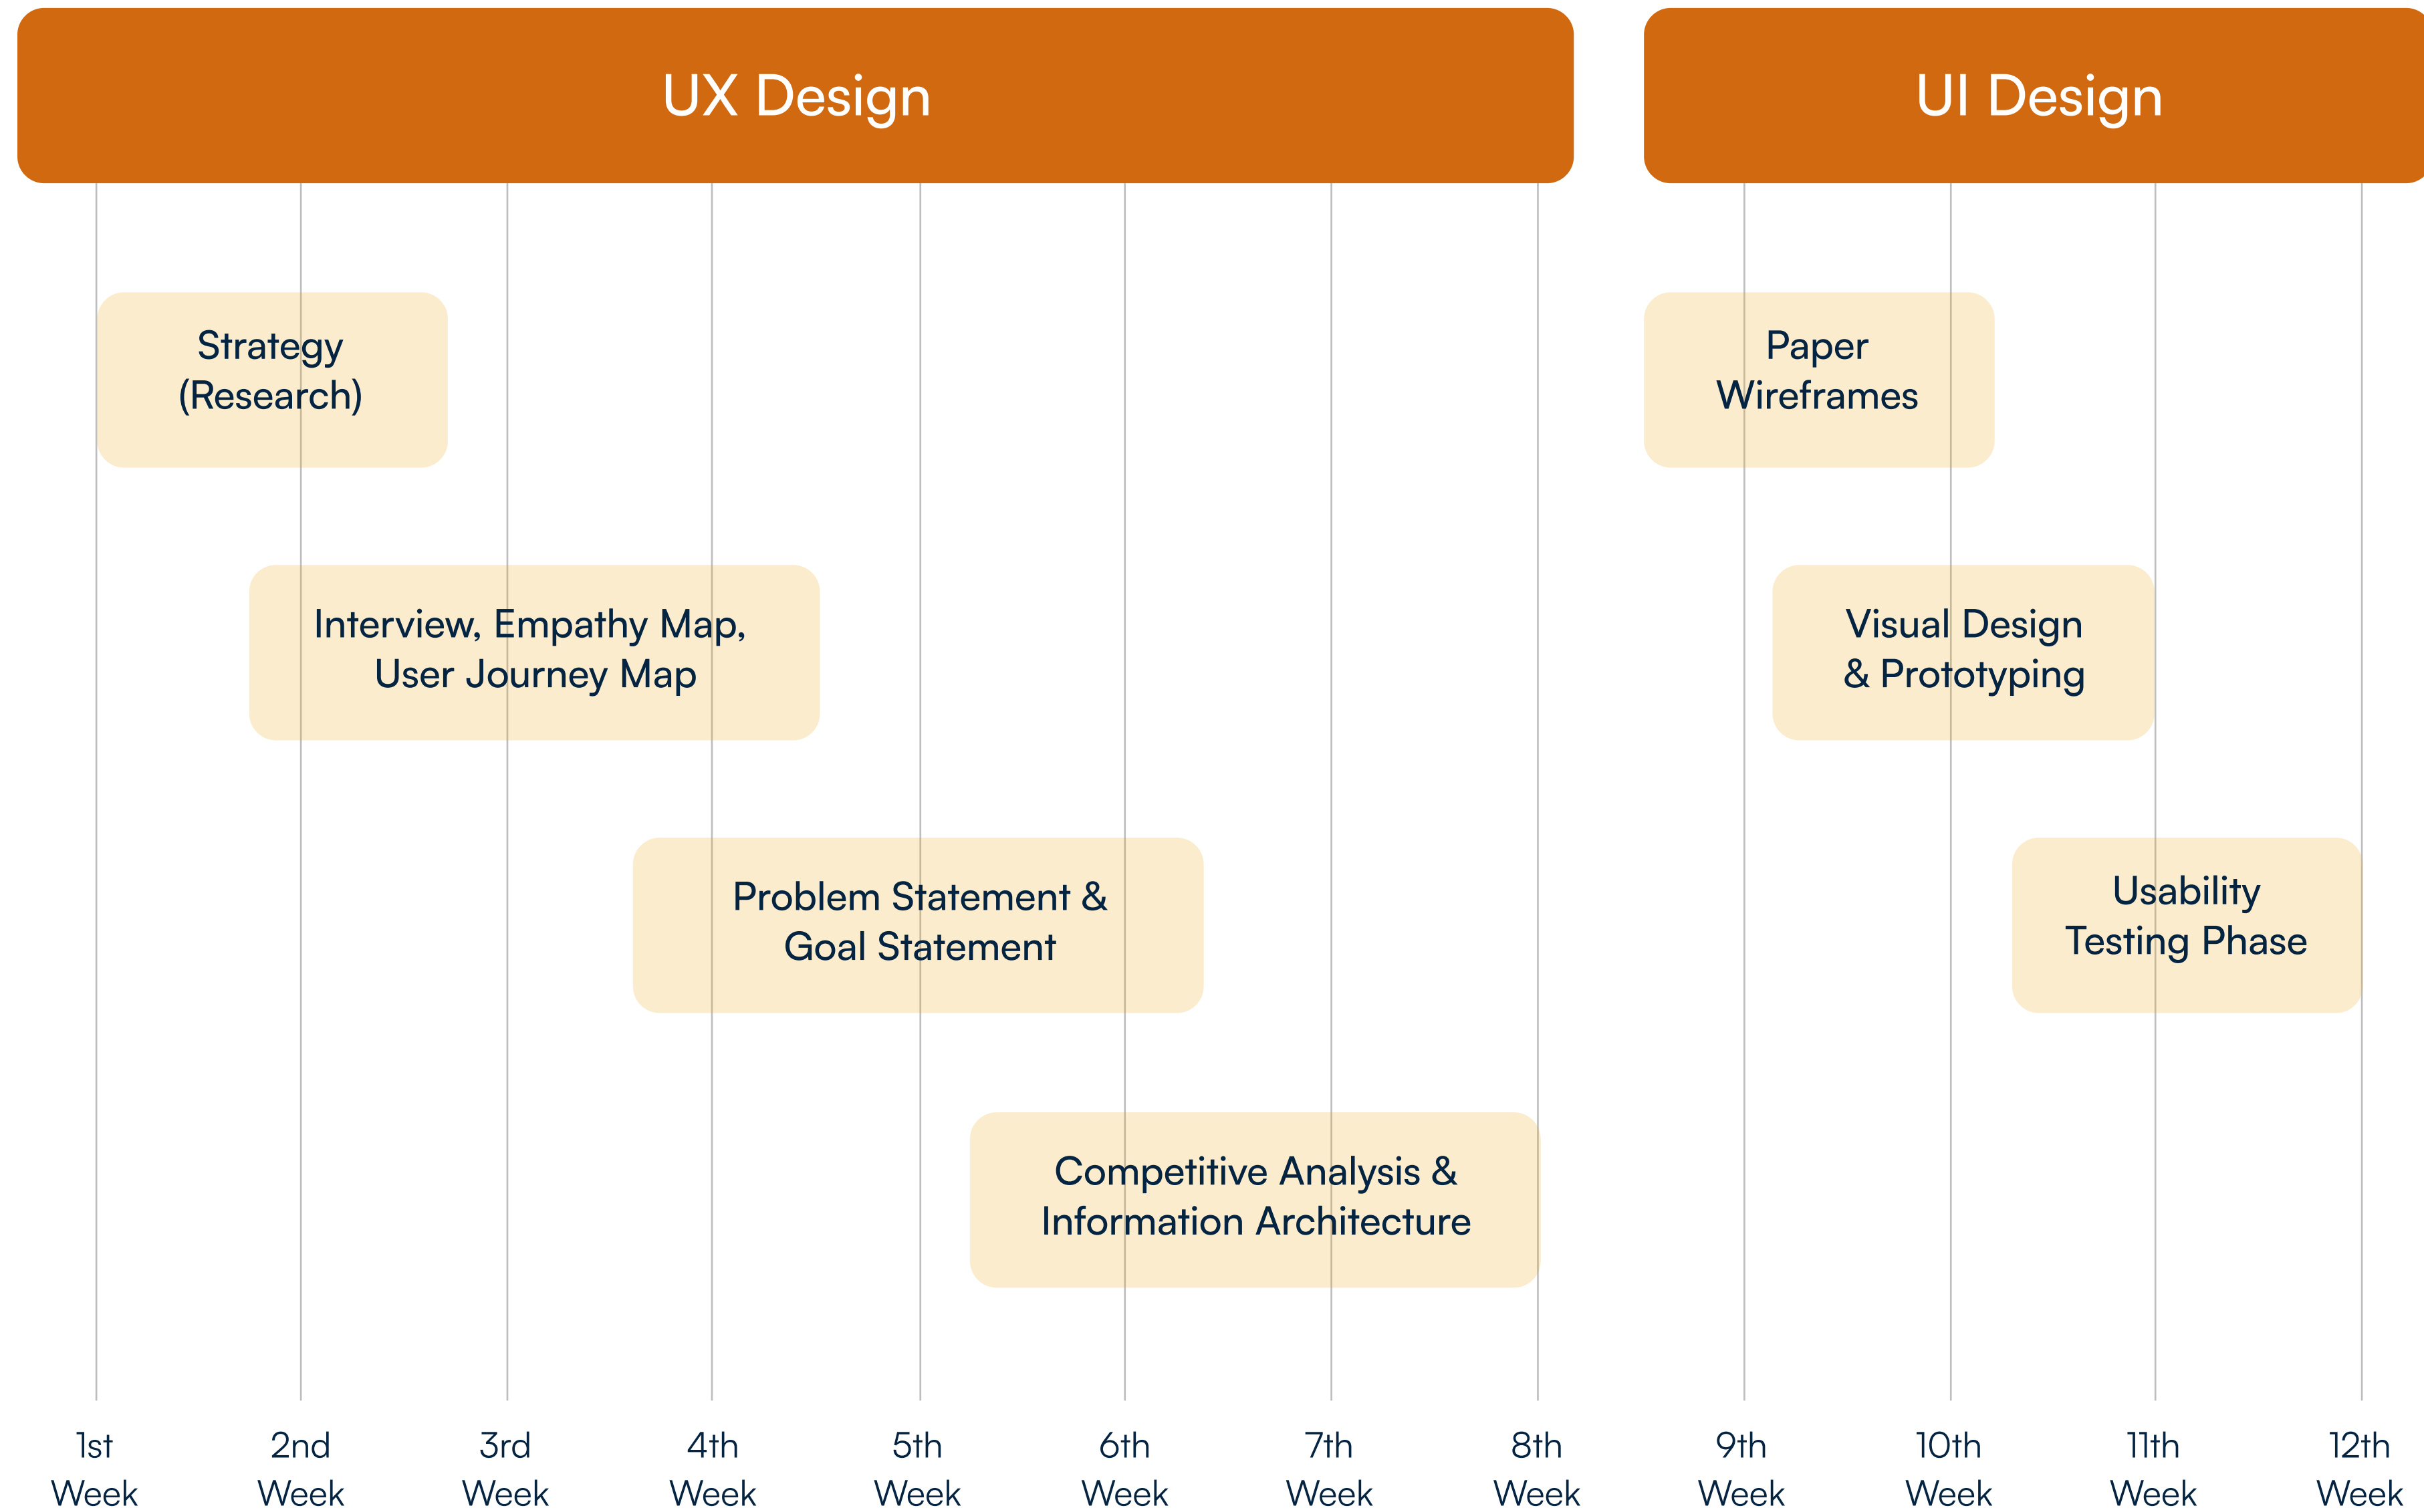 UX Design
UI Design
Strategy
(Research)
Paper
Wireframes
Interview, Empathy Map,
User Journey Map
Visual Design
& Prototyping
Problem Statement &
Goal Statement
Usability
Testing Phase
Competitive Analysis &
Information Architecture
1st
Week
2nd
Week
3rd
Week
4th
Week
5th
Week
6th
Week
7th
Week
8th
Week
9th
Week
10th
Week
11th
Week
12th
Week